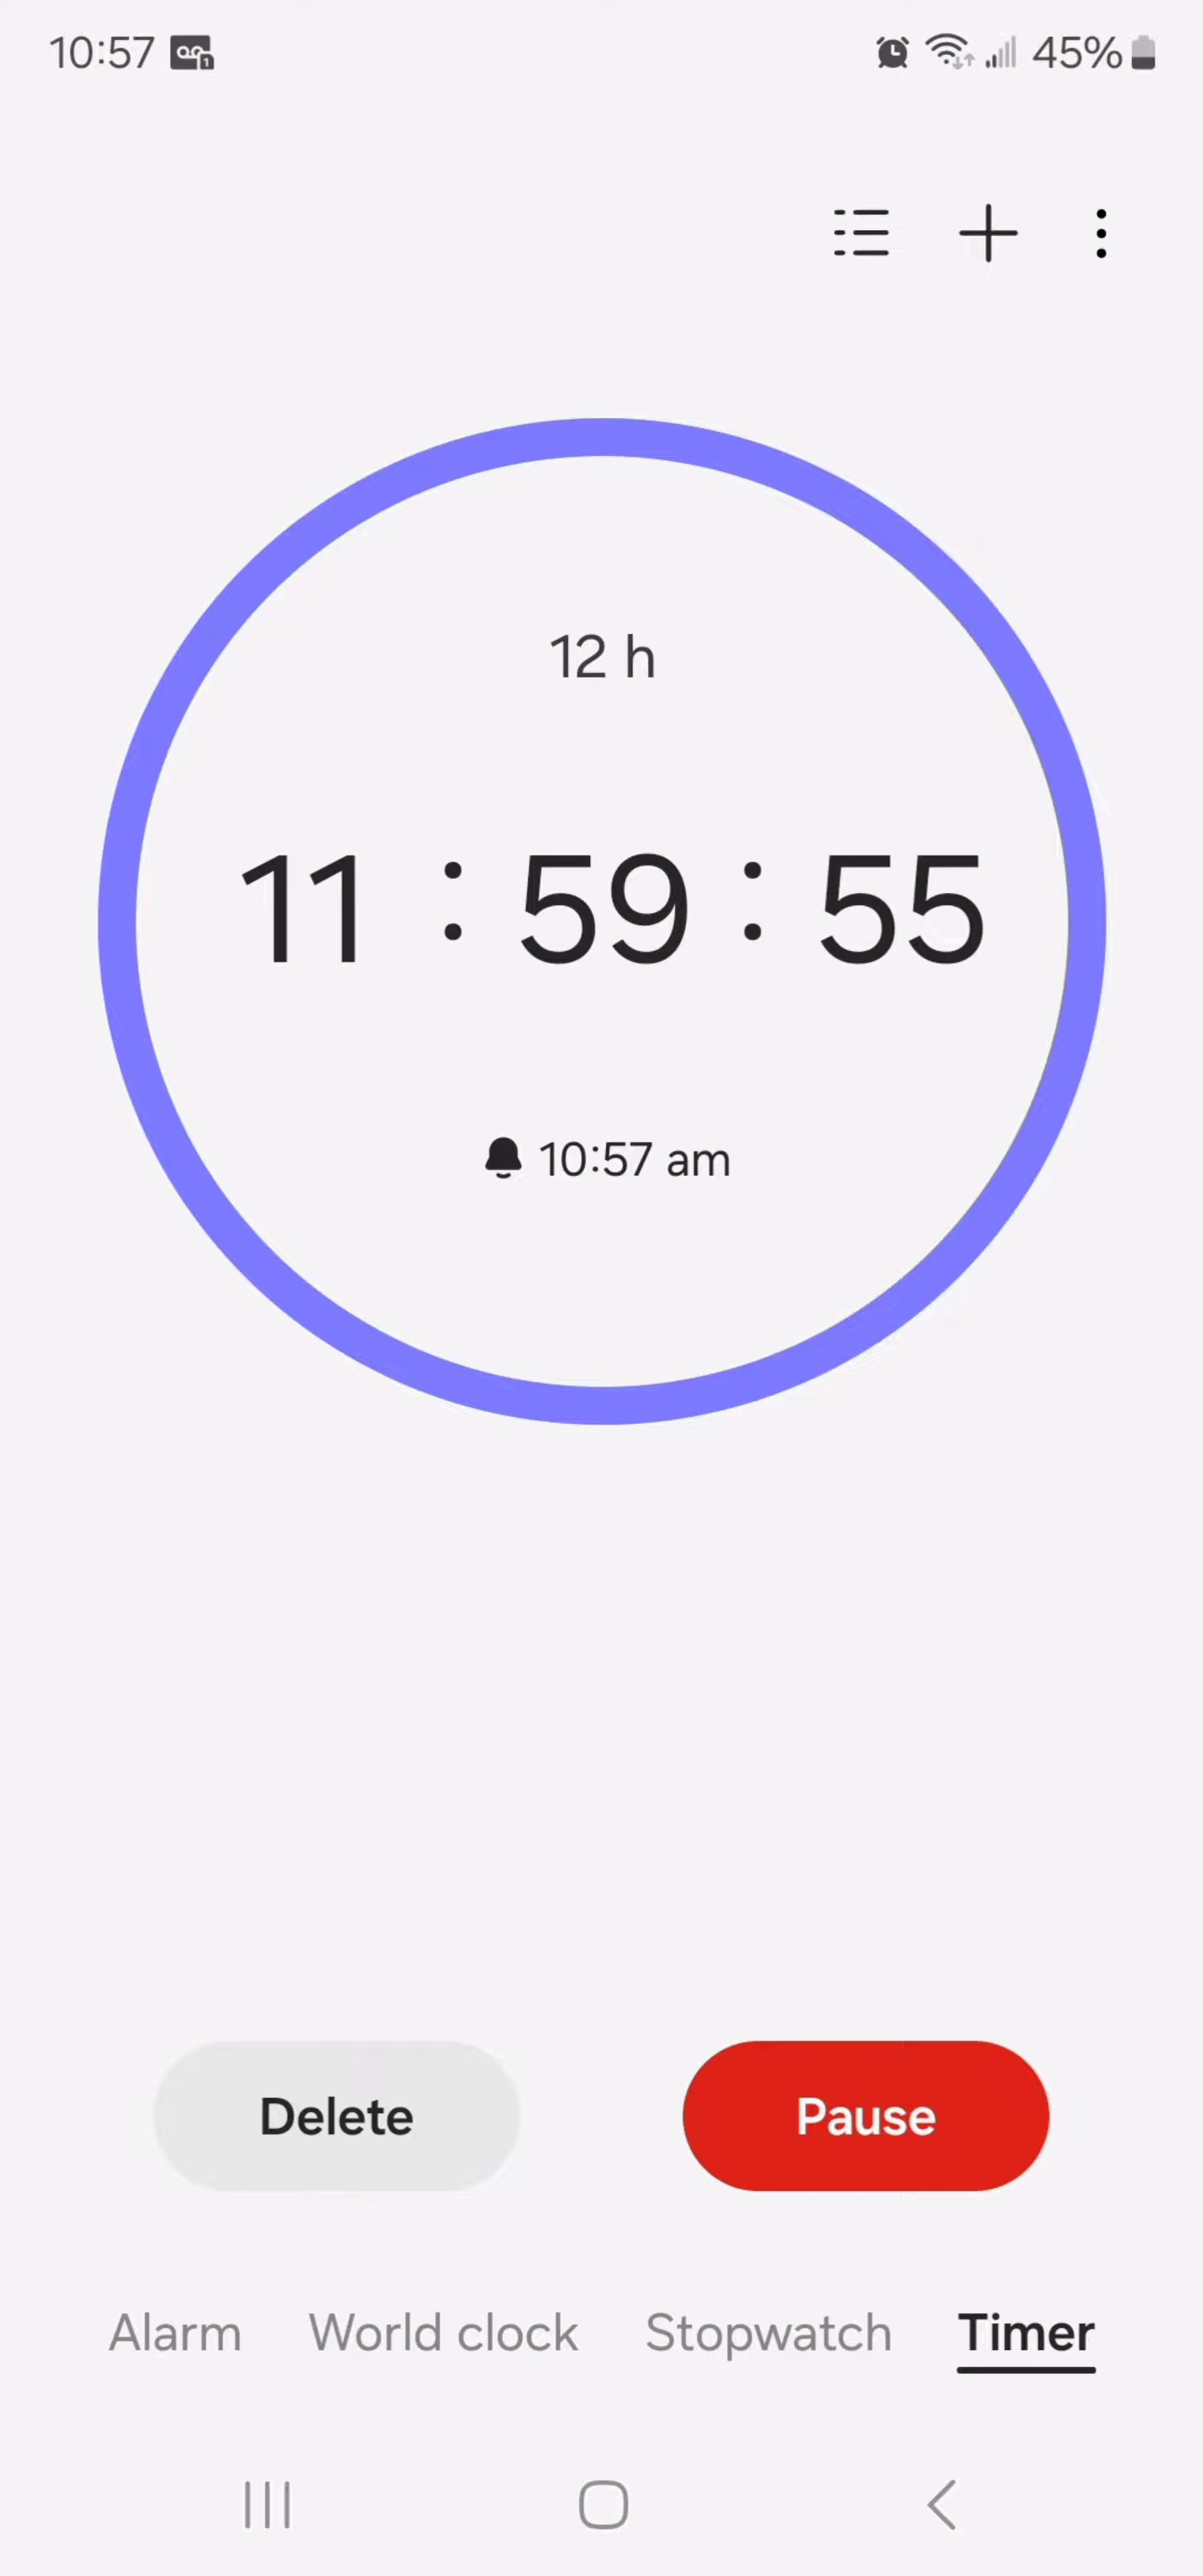 10:57 45%
12 h
11 : 59 : 55
10:57 am
Delete Pause
Alarm World clock Stopwatch Timer